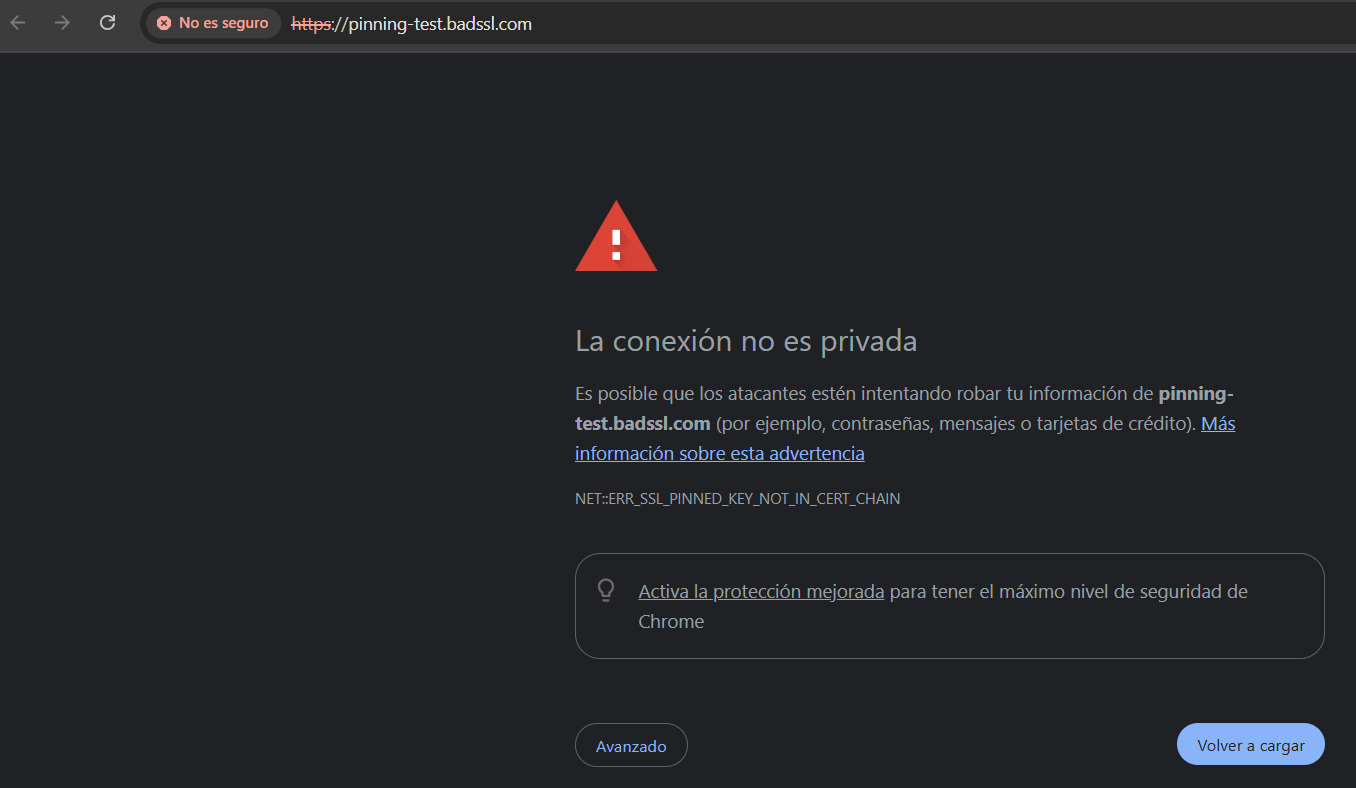 No es seguro https://pinning-test.badssl.com
!
La conexión no es privada
Es posible que los atacantes estén intentando robar tu información de pinning-
test.badssl.com (por ejemplo, contraseñas, mensajes o tarjetas de crédito). Más
información sobre esta advertencia
NET::ERR_SSL_PINNED_KEY_NOT_IN_CERT_CHAIN
Activa la protección mejorada para tener el máximo nivel de seguridad de
Chrome
Avanzado
Volver a cargar